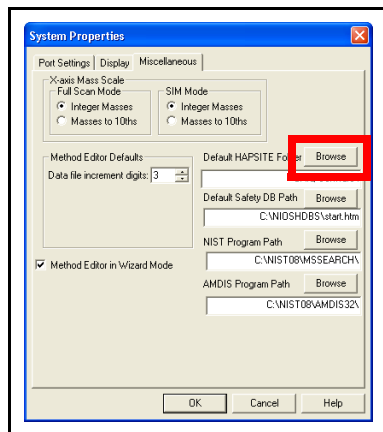 System Properties
Port Settings Display Miscellaneous
X-axis Mass Scale
Full Scan Mode
Integer Masses
Masses to 10ths
SIM Mode
Integer Masses
Masses to 10ths
Method Editor Defaults
Data file increment digits: 3
Method Editor in Wizard Mode
Default HAPSITE Folder Browse
Default Safety DB Path Browse
C:\NIOSHDBS\start.htm
NIST Program Path Browse
C:\NIST08\MSSEARCH\
AMDIS Program Path Browse
C:\NIST08\AMDIS32\
OK Cancel Help